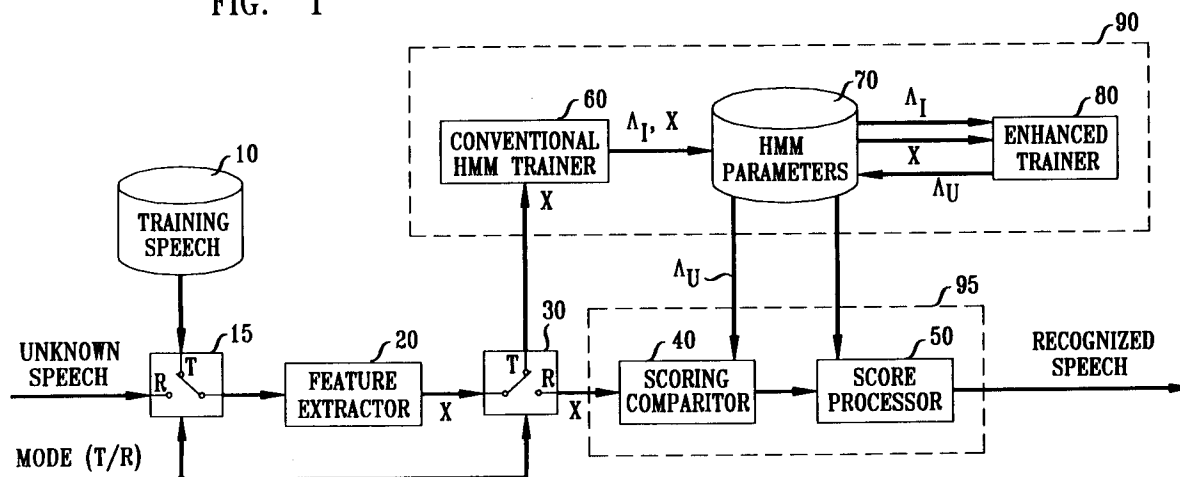 FIG. 1
90
60
CONVENTIONAL
HMM TRAINER
Λ_I, X
70
HMM
PARAMETERS
Λ_I
X
Λ_U
80
ENHANCED
TRAINER
10
TRAINING
SPEECH
X
Λ_U
95
UNKNOWN
SPEECH
R
T
15
20
FEATURE
EXTRACTOR
X
30
T
R
X
40
SCORING
COMPARITOR
50
SCORE
PROCESSOR
RECOGNIZED
SPEECH
MODE (T/R)